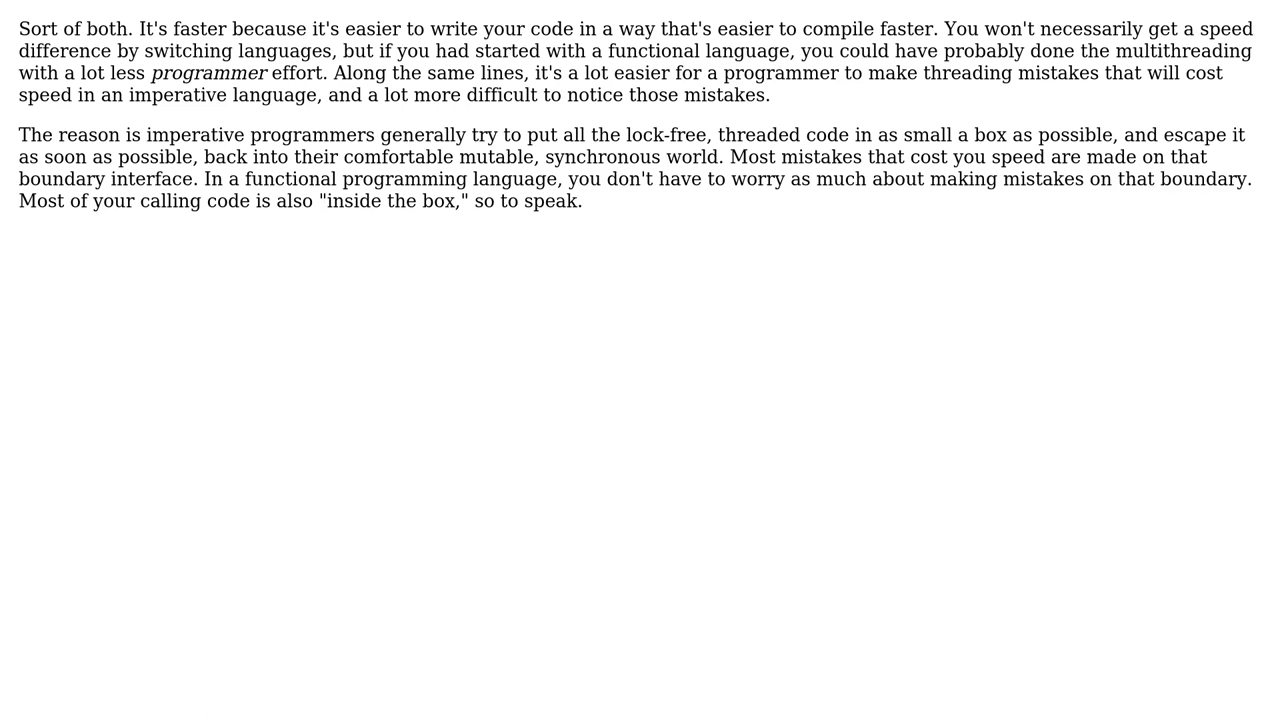 Sort of both. It's faster because it's easier to write your code in a way that's easier to compile faster. You won't necessarily get a speed
difference by switching languages, but if you had started with a functional language, you could have probably done the multithreading
with a lot less programmer effort. Along the same lines, it's a lot easier for a programmer to make threading mistakes that will cost
speed in an imperative language, and a lot more difficult to notice those mistakes.
The reason is imperative programmers generally try to put all the lock-free, threaded code in as small a box as possible, and escape it
as soon as possible, back into their comfortable mutable, synchronous world. Most mistakes that cost you speed are made on that
boundary interface. In a functional programming language, you don't have to worry as much about making mistakes on that boundary.
Most of your calling code is also "inside the box," so to speak.